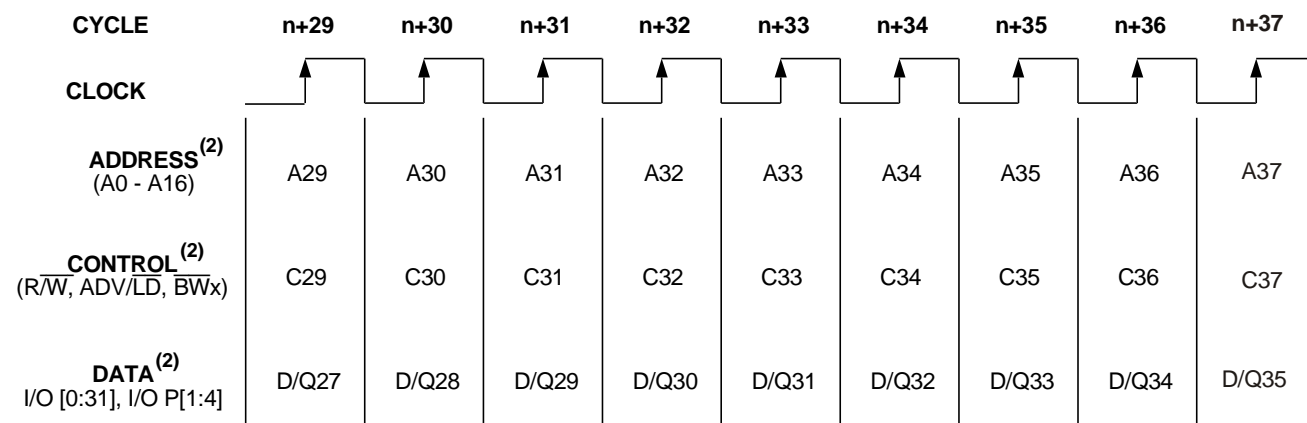 CYCLE n+29 n+30 n+31 n+32 n+33 n+34 n+35 n+36 n+37
CLOCK
ADDRESS(2)
(A0 - A16) A29 A30 A31 A32 A33 A34 A35 A36 A37
CONTROL(2)
(R/W̅, ADV/L̅D̅, B̅W̅x) C29 C30 C31 C32 C33 C34 C35 C36 C37
DATA(2)
I/O [0:31], I/O P[1:4] D/Q27 D/Q28 D/Q29 D/Q30 D/Q31 D/Q32 D/Q33 D/Q34 D/Q35